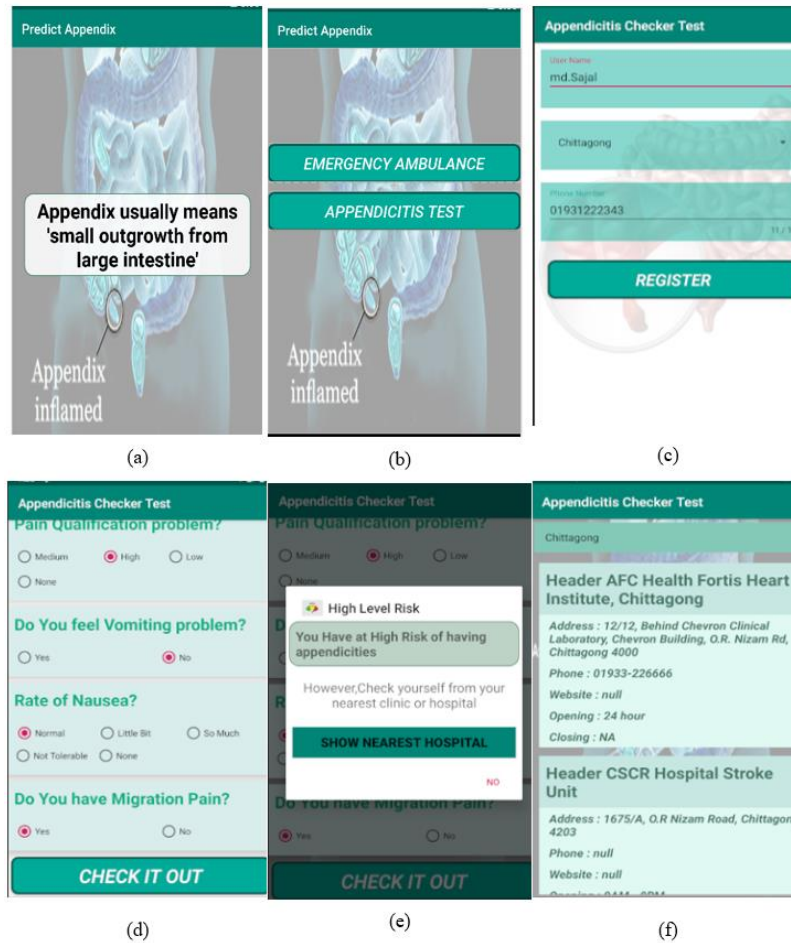 Predict Appendix
Appendix usually means
'small outgrowth from
large intestine'
Appendix
inflamed
(a)
Predict Appendix
EMERGENCY AMBULANCE
APPENDICITIS TEST
Appendix
inflamed
(b)
Appendicitis Checker Test
User Name
md.Sajal
Chittagong
Phone Number
01931222343
REGISTER
(c)
Appendicitis Checker Test
Pain Qualification problem?
Medium High Low
None
Do You feel Vomiting problem?
Yes No
Rate of Nausea?
Normal Little Bit So Much
Not Tolerable None
Do You have Migration Pain?
Yes No
CHECK IT OUT
(d)
Appendicitis Checker Test
Pain Qualification problem?
Medium High Low
None
High Level Risk
You Have at High Risk of having
appendicities
However,Check yourself from your
nearest clinic or hospital
SHOW NEAREST HOSPITAL
NO
Do You have Migration Pain?
Yes No
CHECK IT OUT
(e)
Appendicitis Checker Test
Chittagong
Header AFC Health Fortis Heart
Institute, Chittagong
Address : 12/12, Behind Chevron Clinical
Laboratory, Chevron Building, O.R. Nizam Rd,
Chittagong 4000
Phone : 01933-226666
Website : null
Opening : 24 hour
Closing : NA
Header CSCR Hospital Stroke
Unit
Address : 1675/A, O.R Nizam Road, Chittagon
4203
Phone : null
Website : null
(f)